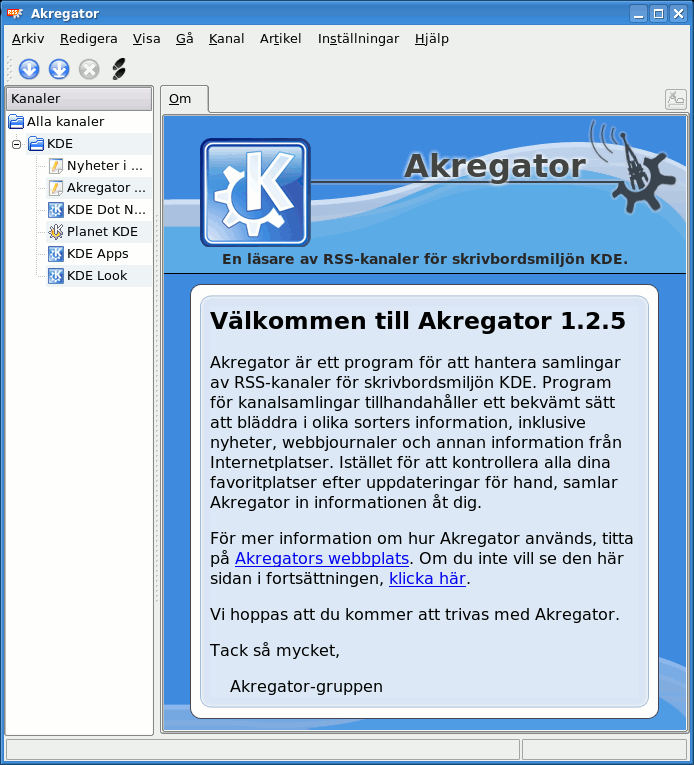 Akregator
Arkiv Redigera Visa Gå Kanal Artikel Inställningar Hjälp
Kanaler
Alla kanaler
KDE
Nyheter i ...
Akregator ...
KDE Dot N...
Planet KDE
KDE Apps
KDE Look
Om
Akregator
En läsare av RSS-kanaler för skrivbordsmiljön KDE.
Välkommen till Akregator 1.2.5
Akregator är ett program för att hantera samlingar
av RSS-kanaler för skrivbordsmiljön KDE. Program
för kanalsamlingar tillhandahåller ett bekvämt sätt
att bläddra i olika sorters information, inklusive
nyheter, webbjournaler och annan information från
Internetplatser. Istället för att kontrollera alla dina
favoritplatser efter uppdateringar för hand, samlar
Akregator in informationen åt dig.
För mer information om hur Akregator används, titta
på Akregators webbplats. Om du inte vill se den här
sidan i fortsättningen, klicka här.
Vi hoppas att du kommer att trivas med Akregator.
Tack så mycket,
Akregator-gruppen